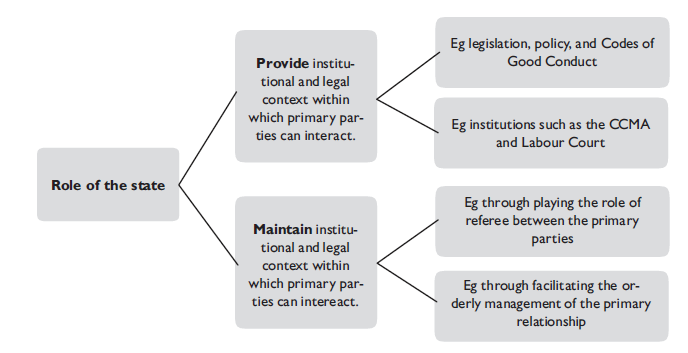 Role of the state
Provide institu-
tional and legal
context within
which primary par-
ties can interact.
Eg legislation, policy, and Codes of
Good Conduct
Eg institutions such as the CCMA
and Labour Court
Maintain institu-
tional and legal
context within
which primary par-
ties can intereact.
Eg through playing the role of
referee between the primary
parties
Eg through facilitating the or-
derly management of the primary
relationship